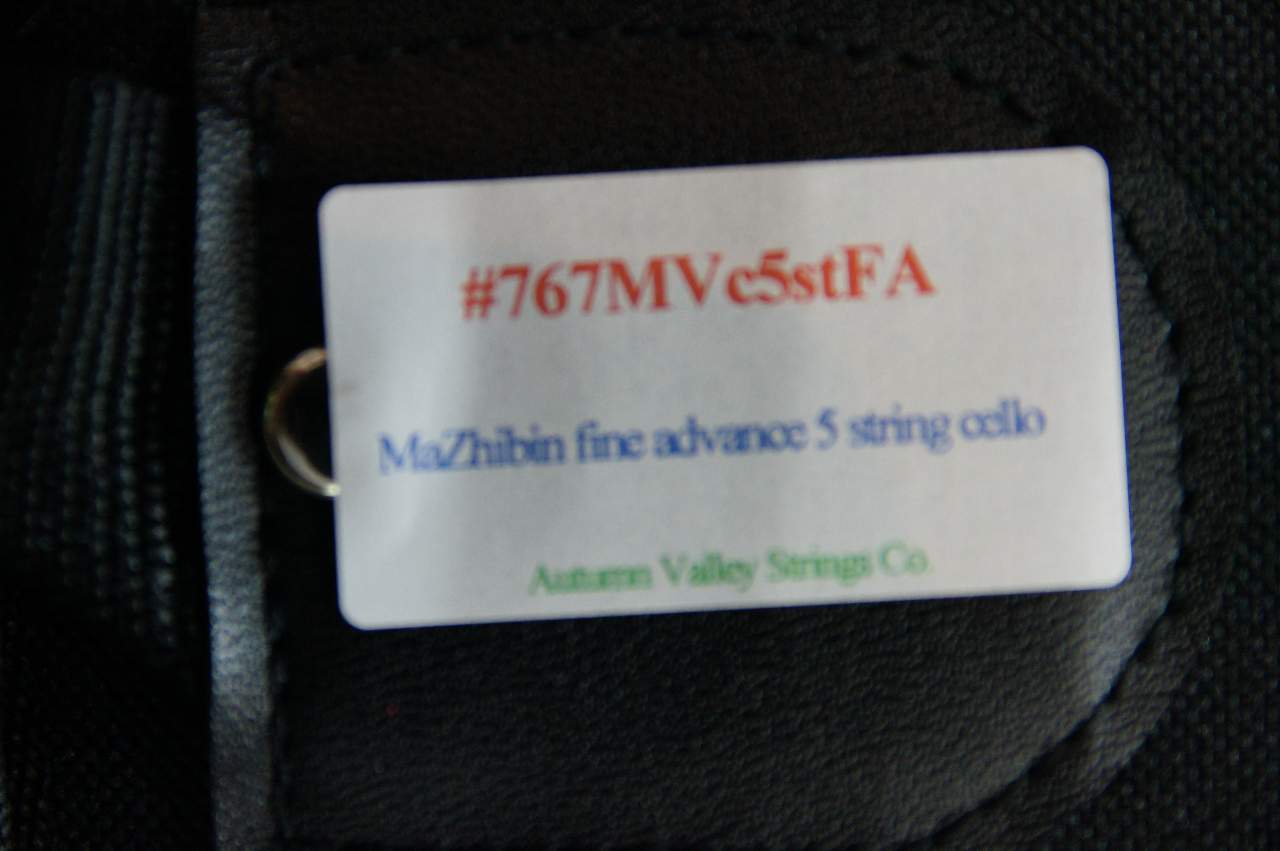 #767MVc5stFA
MaZhibin fine advance 5 string cello
Autumn Valley Strings Co.